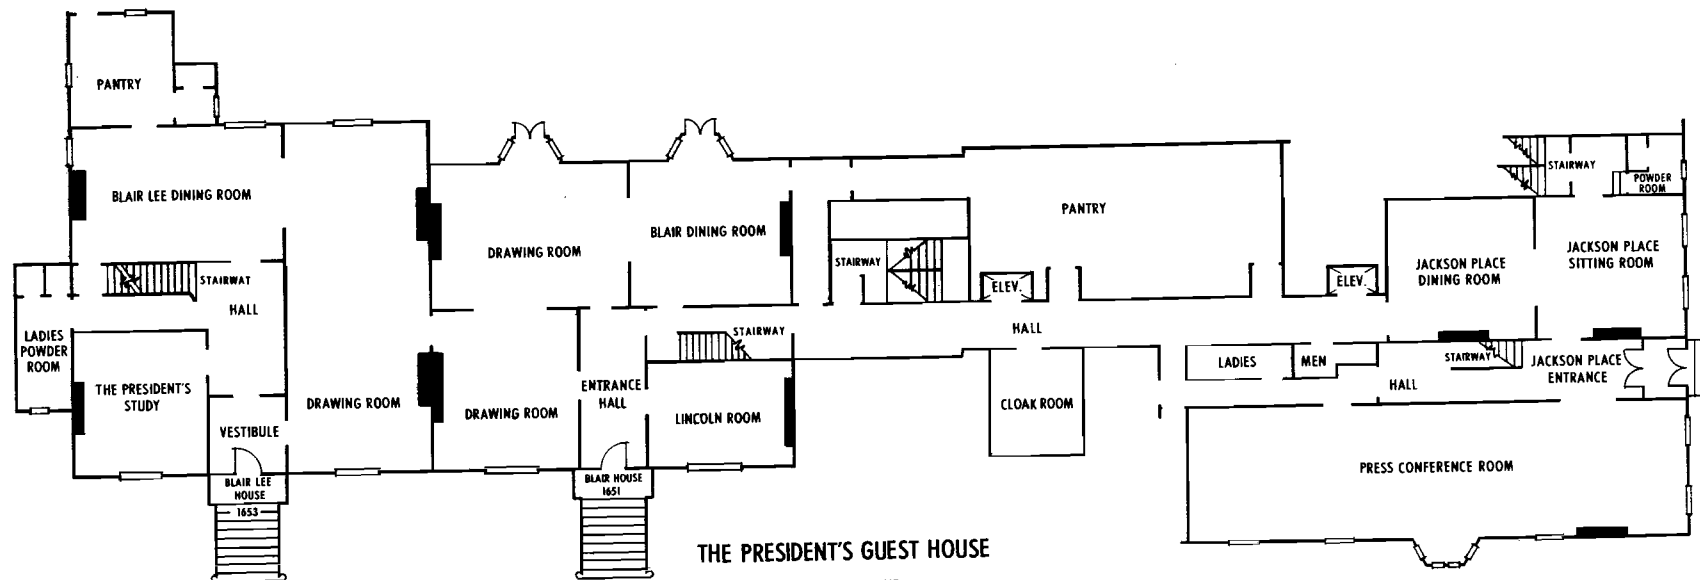 PANTRY
BLAIR LEE DINING ROOM
STAIRWAY
HALL
LADIES
POWDER
ROOM
THE PRESIDENT'S
STUDY
VESTIBULE
BLAIR LEE
HOUSE
1653
DRAWING ROOM
DRAWING ROOM
DRAWING ROOM
BLAIR DINING ROOM
STAIRWAY
ENTRANCE
HALL
LINCOLN ROOM
BLAIR HOUSE
1651
STAIRWAY
PANTRY
ELEV.
HALL
CLOAK ROOM
ELEV.
LADIES
MEN
HALL
STAIRWAY
JACKSON PLACE
DINING ROOM
STAIRWAY
POWDER
ROOM
JACKSON PLACE
SITTING ROOM
JACKSON PLACE
ENTRANCE
PRESS CONFERENCE ROOM
THE PRESIDENT'S GUEST HOUSE